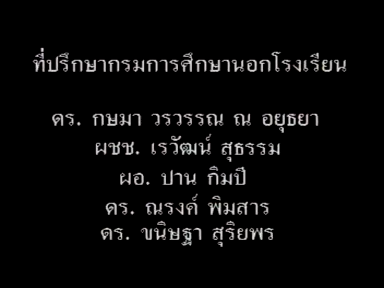 ที่ปรึกษากรมการศึกษานอกโรงเรียน
ดร. กษมา วรวรรณ ณ อยุธยา
ผชช. เรวัฒน์ สุธรรม
ผอ. ปาน กิมปี
ดร. ณรงค์ พิมสาร
ดร. ขนิษฐา สุริยพร